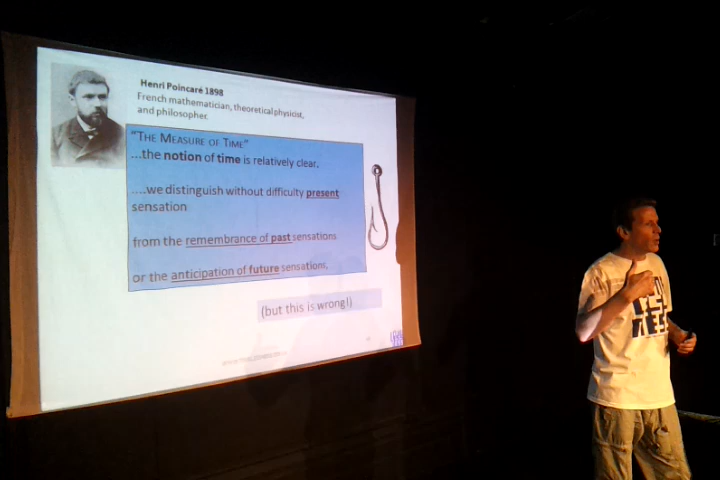 Henri Poincaré 1898
French mathematician, theoretical physicist,
and philosopher.
"THE MEASURE OF TIME"
...the notion of time is relatively clear.
....we distinguish without difficulty present
sensation
from the remembrance of past sensations
or the anticipation of future sensations.
(but this is wrong!)